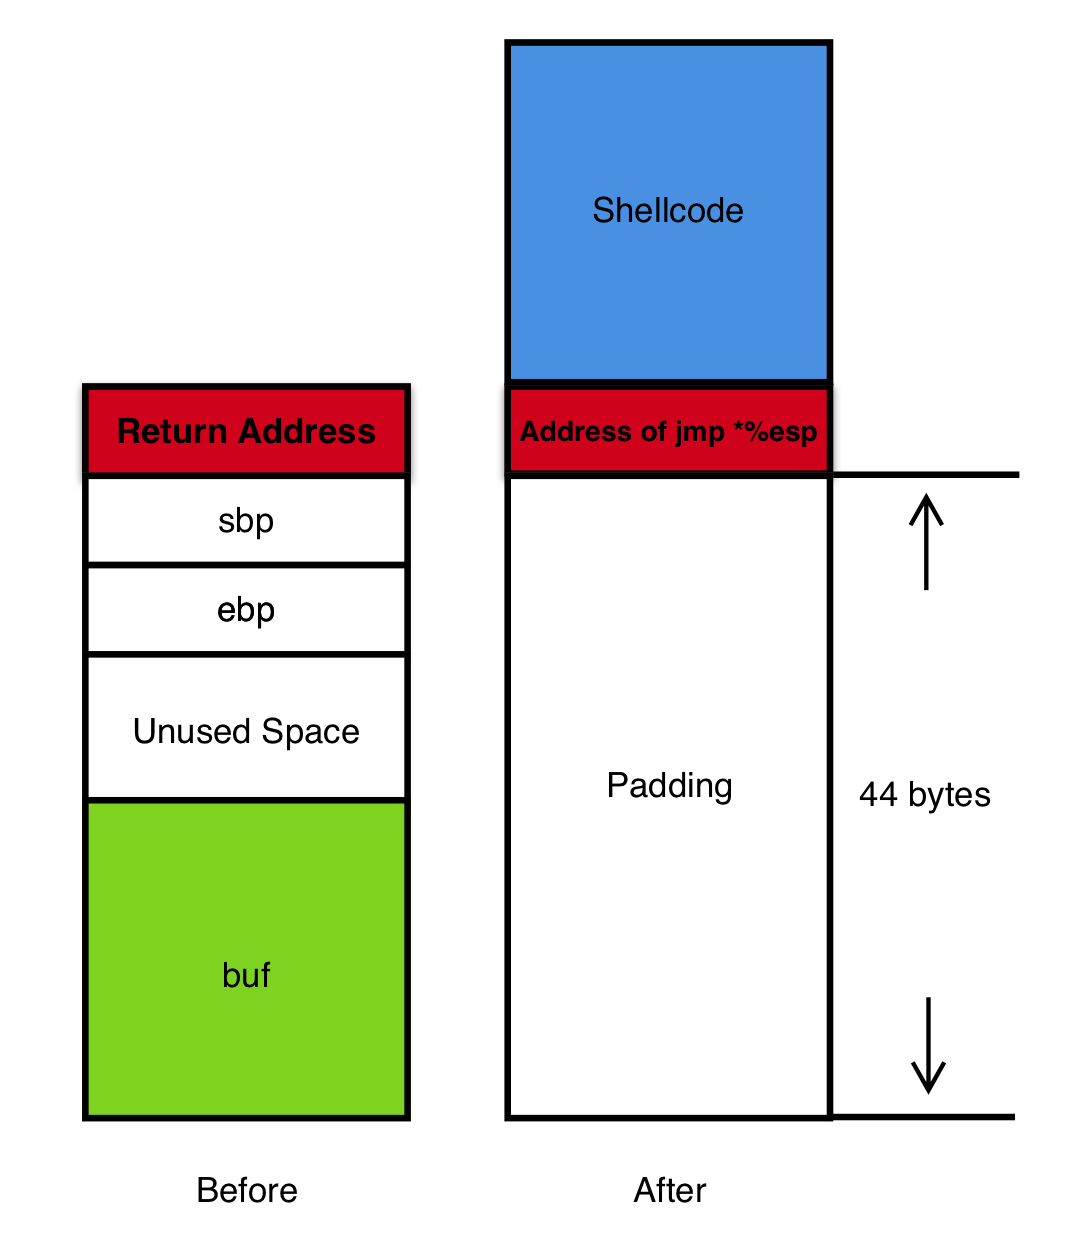 Shellcode
Return Address
Address of jmp *%esp
sbp
ebp
Unused Space
Padding
44 bytes
buf
Before
After